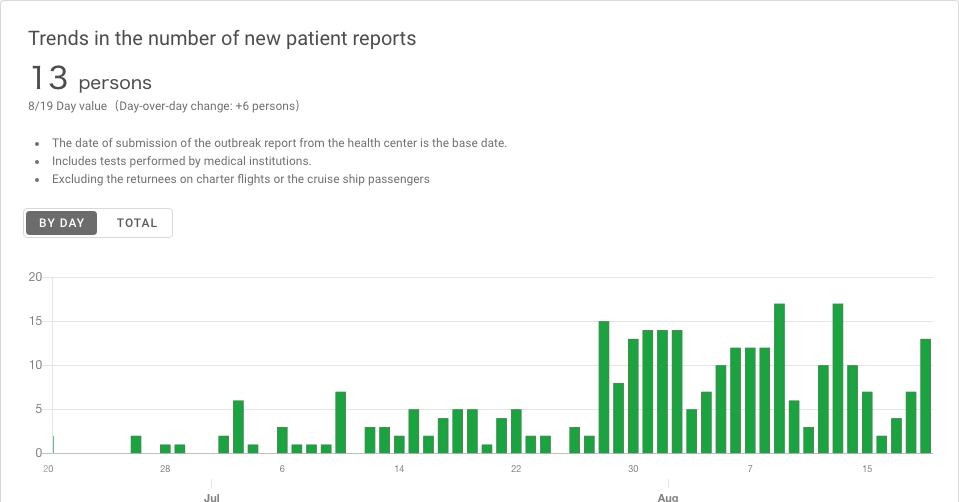 Trends in the number of new patient reports
13 persons
8/19 Day value (Day-over-day change: +6 persons)
• The date of submission of the outbreak report from the health center is the base date.
• Includes tests performed by medical institutions.
• Excluding the returnees on charter flights or the cruise ship passengers
BY DAY TOTAL
20
15
10
5
0
20 28 6 14 22 30 7 15
Jul Aug